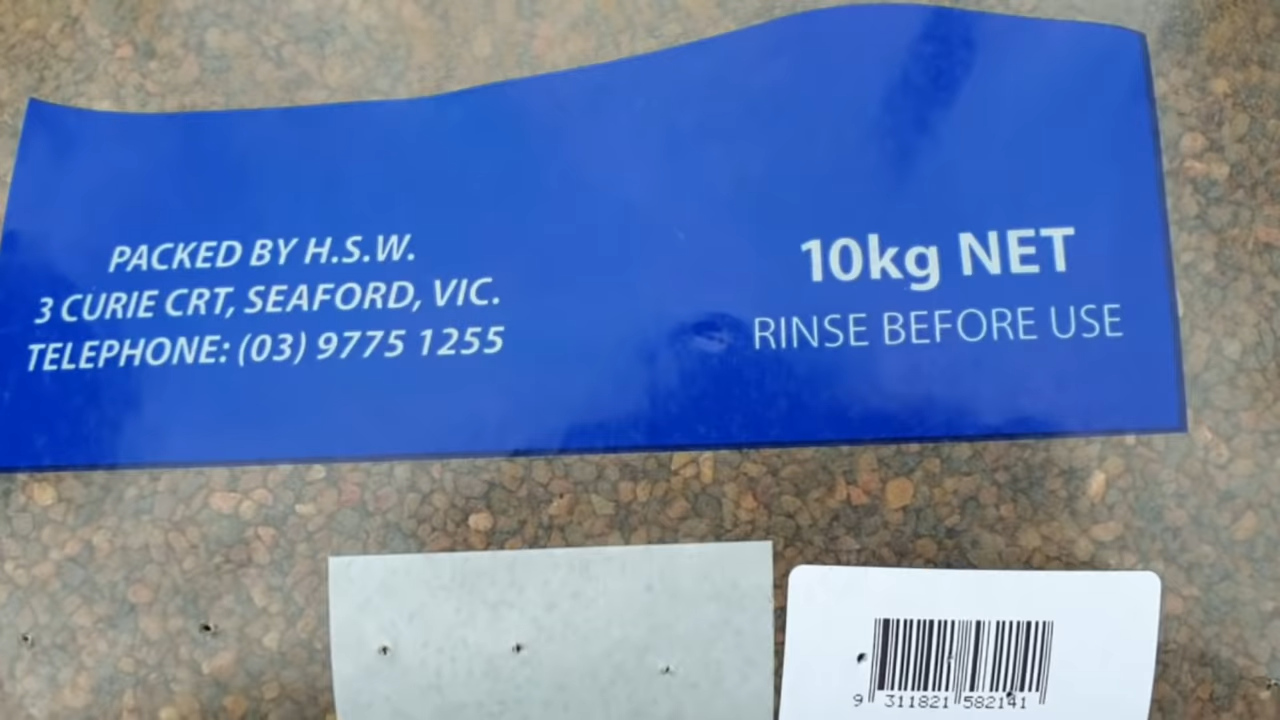 PACKED BY H.S.W.
3 CURIE CRT, SEAFORD, VIC.
TELEPHONE: (03) 9775 1255
10kg NET
RINSE BEFORE USE
9 311821 582141